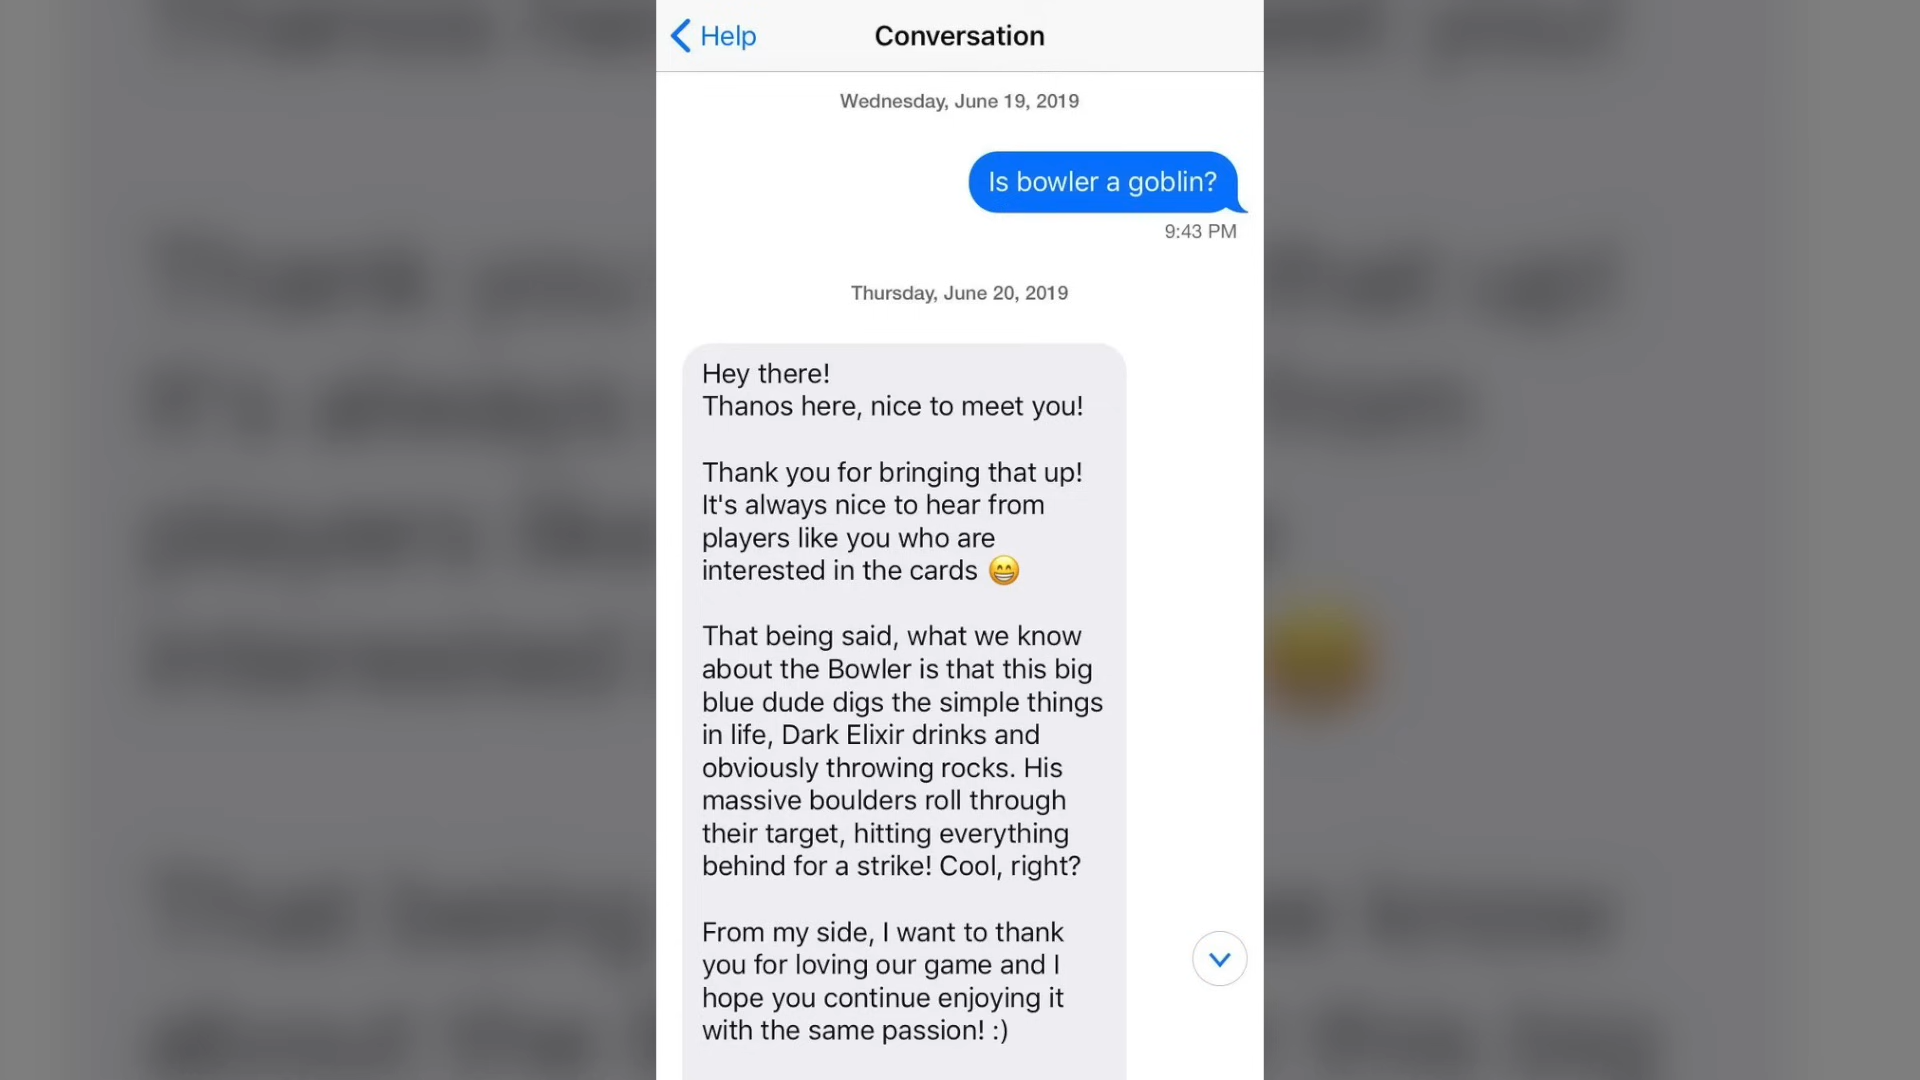 Help
Conversation
Wednesday, June 19, 2019
Is bowler a goblin?
9:43 PM
Thursday, June 20, 2019
Hey there!
Thanos here, nice to meet you!
Thank you for bringing that up!
It's always nice to hear from
players like you who are
interested in the cards 😁
That being said, what we know
about the Bowler is that this big
blue dude digs the simple things
in life, Dark Elixir drinks and
obviously throwing rocks. His
massive boulders roll through
their target, hitting everything
behind for a strike! Cool, right?
From my side, I want to thank
you for loving our game and I
hope you continue enjoying it
with the same passion! :)